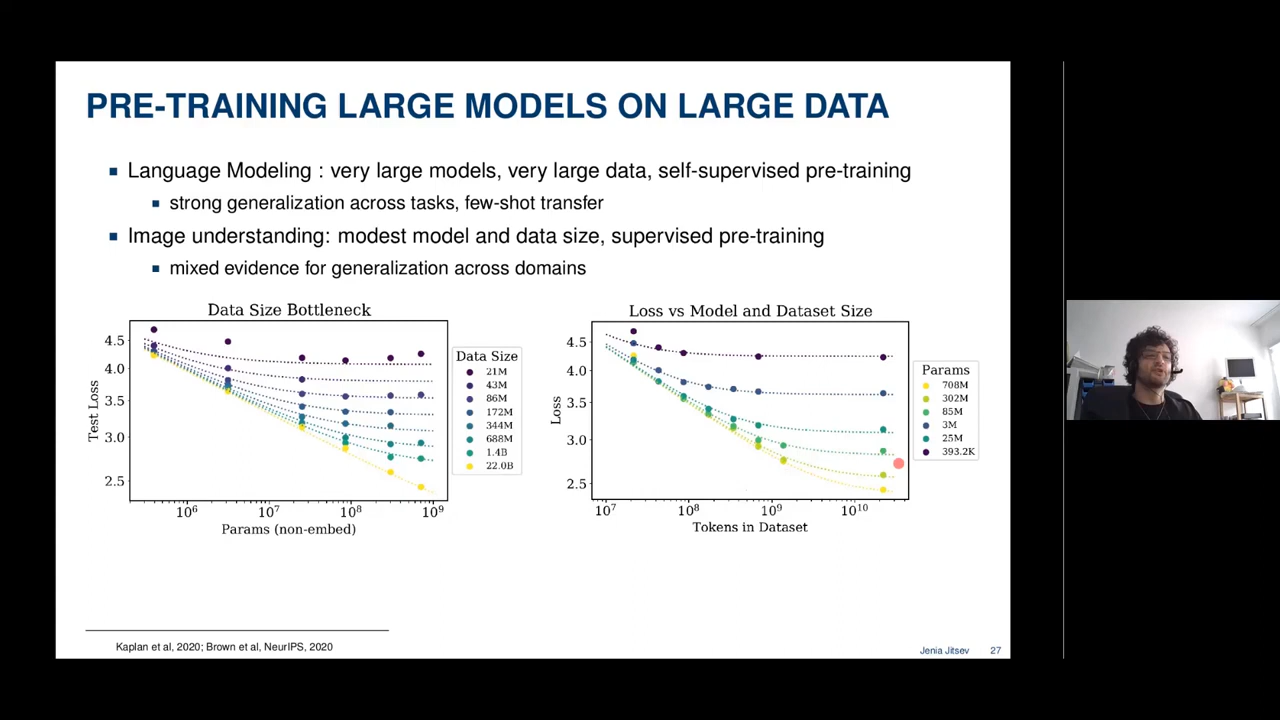 PRE-TRAINING LARGE MODELS ON LARGE DATA
Language Modeling : very large models, very large data, self-supervised pre-training
strong generalization across tasks, few-shot transfer
Image understanding: modest model and data size, supervised pre-training
mixed evidence for generalization across domains
Data Size Bottleneck
4.5
4.0
3.5
3.0
2.5
Test Loss
10⁶
10⁷
10⁸
10⁹
Params (non-embed)
Data Size
21M
43M
86M
172M
344M
688M
1.4B
22.0B
Loss vs Model and Dataset Size
4.5
4.0
3.5
3.0
2.5
Loss
10⁷
10⁸
10⁹
10¹⁰
Tokens in Dataset
Params
708M
302M
85M
3M
25M
393.2K
Kaplan et al, 2020; Brown et al, NeurIPS, 2020
Jenia Jitsev 27